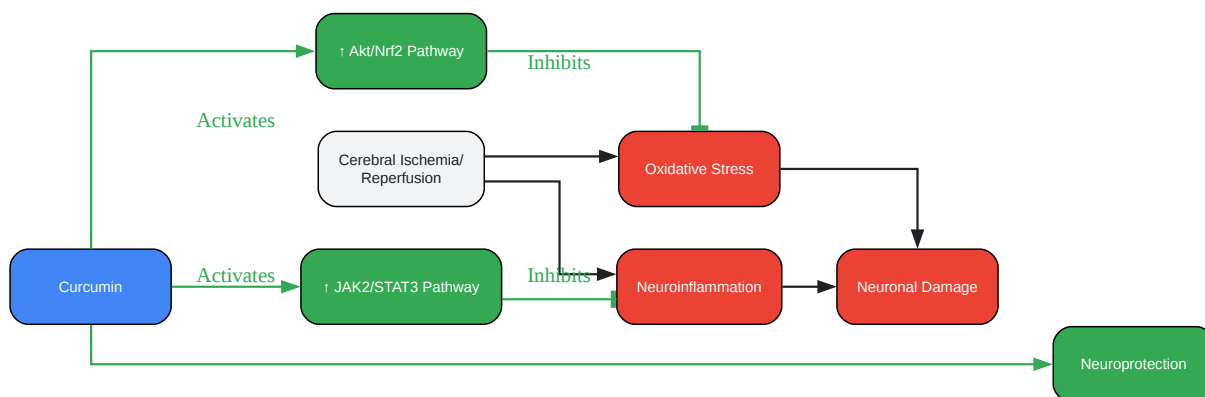 ↑ Akt/Nrf2 Pathway
Inhibits
Activates
Cerebral Ischemia/
Reperfusion
Oxidative Stress
Curcumin
Activates
↑ JAK2/STAT3 Pathway
Inhibits
Neuroinflammation
Neuronal Damage
Neuroprotection